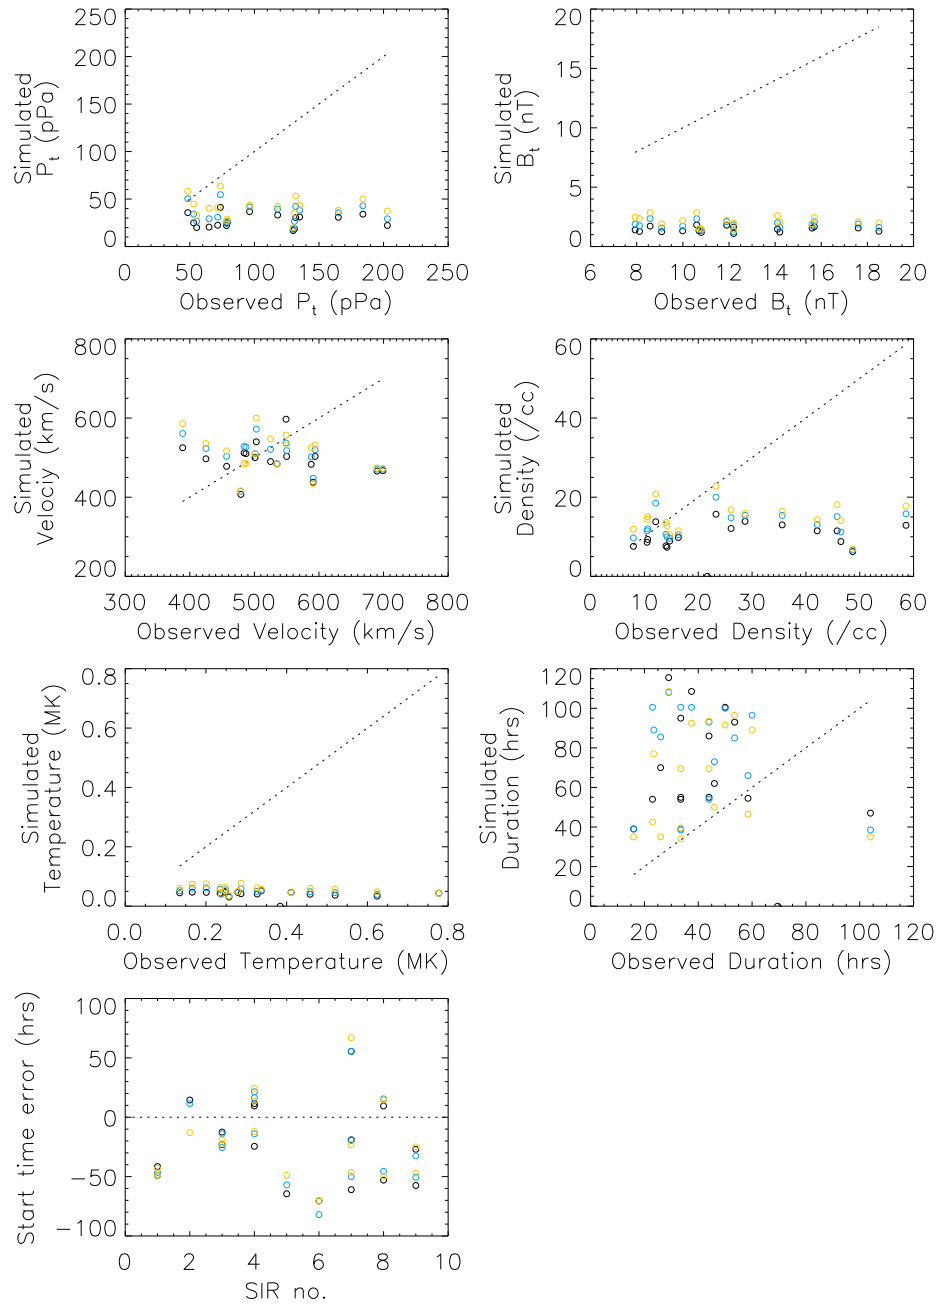 250
200
150
100
50
0
Simulated
P_t (pPa)
0 50 100 150 200 250
Observed P_t (pPa)
20
15
10
5
0
Simulated
B_t (nT)
6 8 10 12 14 16 18 20
Observed B_t (nT)
800
600
400
200
Simulated
Velociy (km/s)
300 400 500 600 700 800
Observed Velocity (km/s)
60
40
20
0
Simulated
Density (/cc)
0 10 20 30 40 50 60
Observed Density (/cc)
0.8
0.6
0.4
0.2
0.0
Simulated
Temperature (MK)
0.0 0.2 0.4 0.6 0.8
Observed Temperature (MK)
120
100
80
60
40
20
0
Simulated
Duration (hrs)
0 20 40 60 80 100 120
Observed Duration (hrs)
100
50
0
−50
−100
Start time error (hrs)
0 2 4 6 8 10
SIR no.